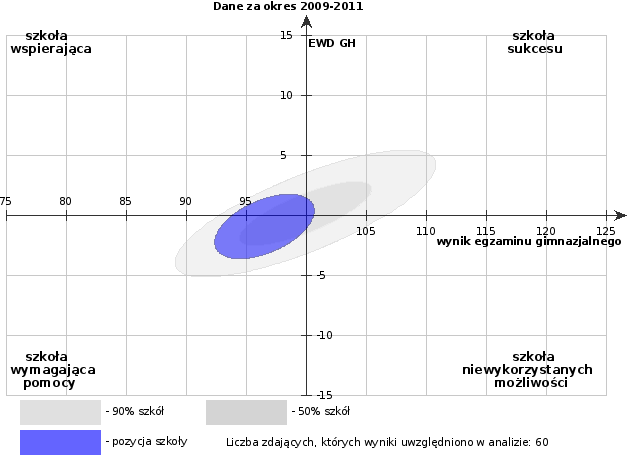 Dane za okres 2009-2011
szkoła
wspierająca
15
EWD GH
szkoła
sukcesu
10
5
75
80
85
90
95
105
110
115
120
125
wynik egzaminu gimnazjalnego
-5
-10
szkoła
wymagająca
pomocy
szkoła
niewykorzystanych
możliwości
-15
- 90% szkół
- 50% szkół
- pozycja szkoły
Liczba zdających, których wyniki uwzględniono w analizie: 60